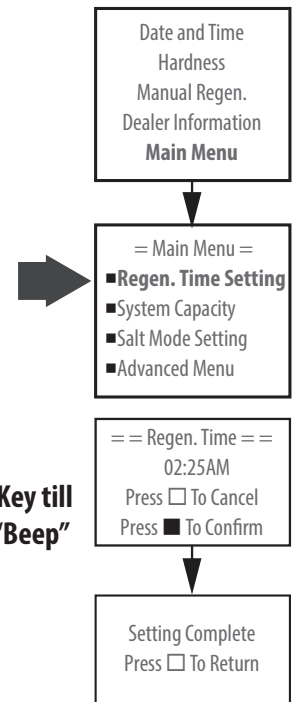 Date and Time
Hardness
Manual Regen.
Dealer Information
Main Menu
= Main Menu =
■Regen. Time Setting
■System Capacity
■Salt Mode Setting
■Advanced Menu
Key till
"Beep"
= = Regen. Time = =
02:25AM
Press □ To Cancel
Press ■ To Confirm
Setting Complete
Press □ To Return